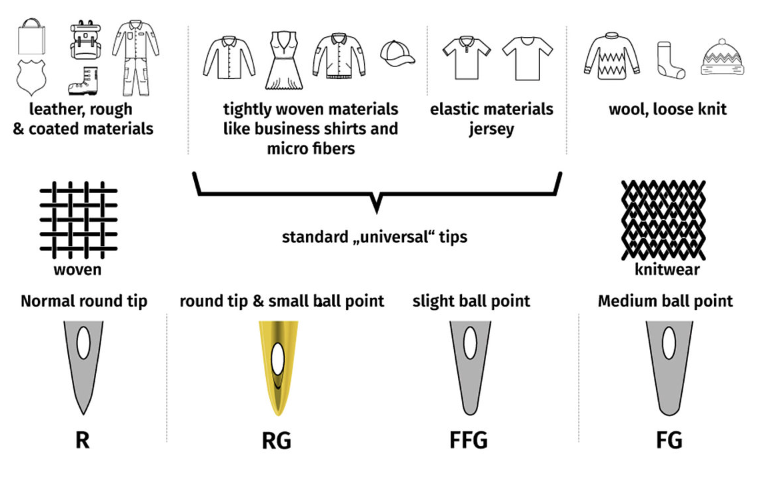 leather, rough
& coated materials
tightly woven materials
like business shirts and
micro fibers
elastic materials
jersey
wool, loose knit
standard „universal“ tips
woven
knitwear
Normal round tip
round tip & small ball point
slight ball point
Medium ball point
R
RG
FFG
FG